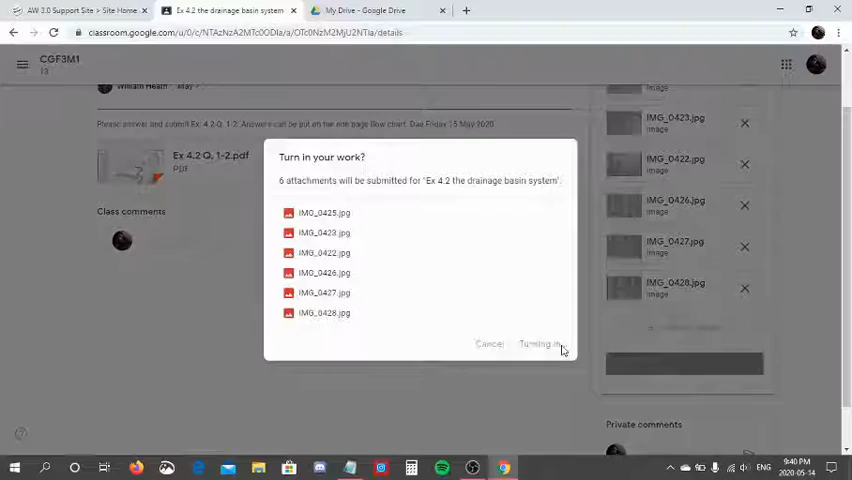 AW 3.0 Support Site > Site Home
Ex 4.2 the drainage basin system
My Drive - Google Drive
classroom.google.com/u/0/c/NTAzNzA2MTc0ODIa/a/OTc0NzM2MjU2NTIa/details
CGF3M1
13
William Heath • May 7
Image
Please answer and submit Ex. 4.2 Q, 1-2. Answers can be put on the one page flow chart. Due Friday 15 May 2020
Ex 4.2 Q, 1-2.pdf
PDF
Class comments
Turn in your work?
6 attachments will be submitted for "Ex 4.2 the drainage basin system".
IMG_0425.jpg
IMG_0423.jpg
IMG_0422.jpg
IMG_0426.jpg
IMG_0427.jpg
IMG_0428.jpg
Cancel
Turning in
IMG_0423.jpg
Image
IMG_0422.jpg
Image
IMG_0426.jpg
Image
IMG_0427.jpg
Image
IMG_0428.jpg
Image
Private comments
ENG
9:40 PM
2020-05-14